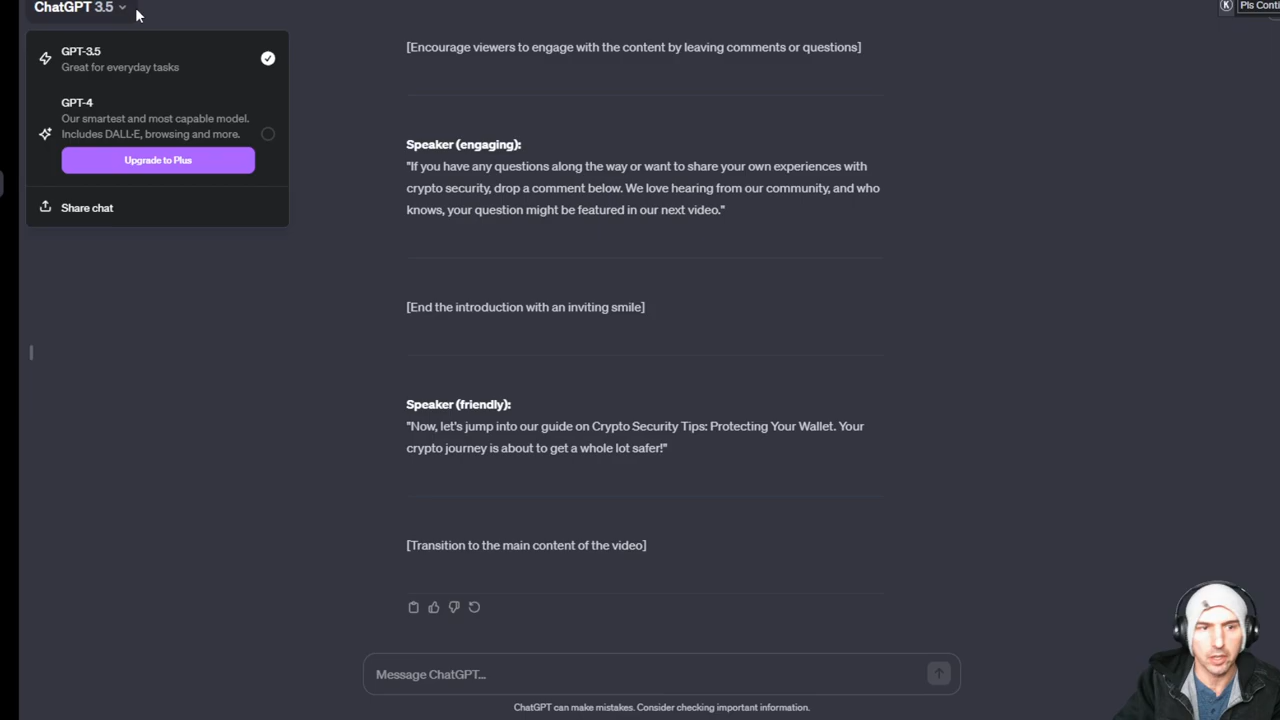 ChatGPT 3.5
K
Pls Conti
GPT-3.5
Great for everyday tasks
GPT-4
Our smartest and most capable model.
Includes DALL·E, browsing and more.
Upgrade to Plus
Share chat
[Encourage viewers to engage with the content by leaving comments or questions]
Speaker (engaging):
"If you have any questions along the way or want to share your own experiences with
crypto security, drop a comment below. We love hearing from our community, and who
knows, your question might be featured in our next video."
[End the introduction with an inviting smile]
Speaker (friendly):
"Now, let's jump into our guide on Crypto Security Tips: Protecting Your Wallet. Your
crypto journey is about to get a whole lot safer!"
[Transition to the main content of the video]
Message ChatGPT...
ChatGPT can make mistakes. Consider checking important information.